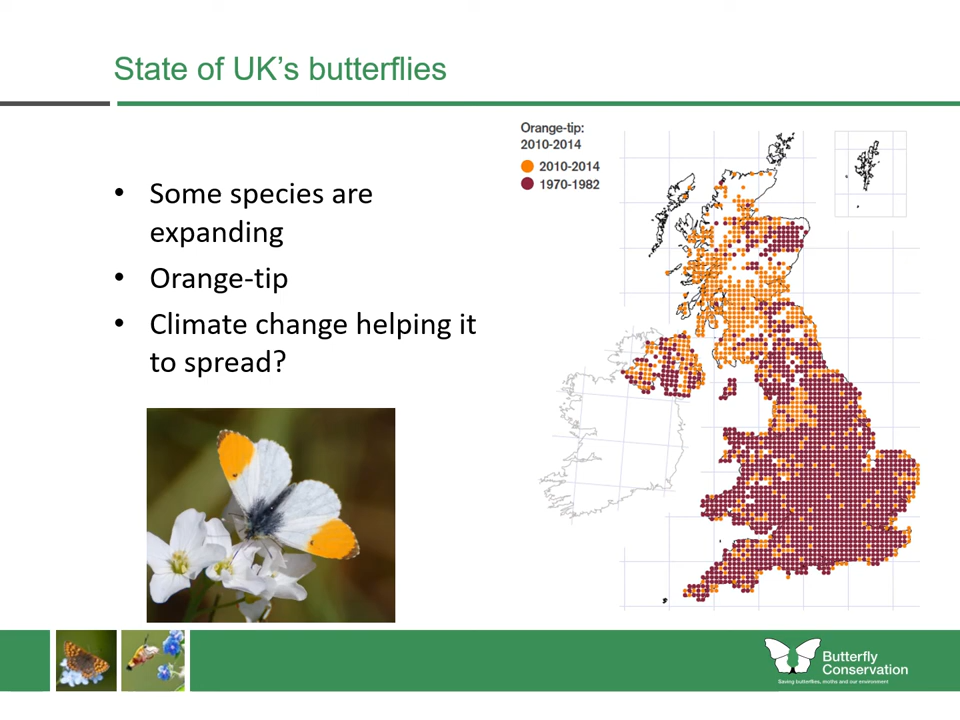 State of UK’s butterflies
Orange-tip:
2010-2014
2010-2014
1970-1982
• Some species are
expanding
• Orange-tip
• Climate change helping it
to spread?
Butterfly
Conservation
Saving butterflies, moths and our environment